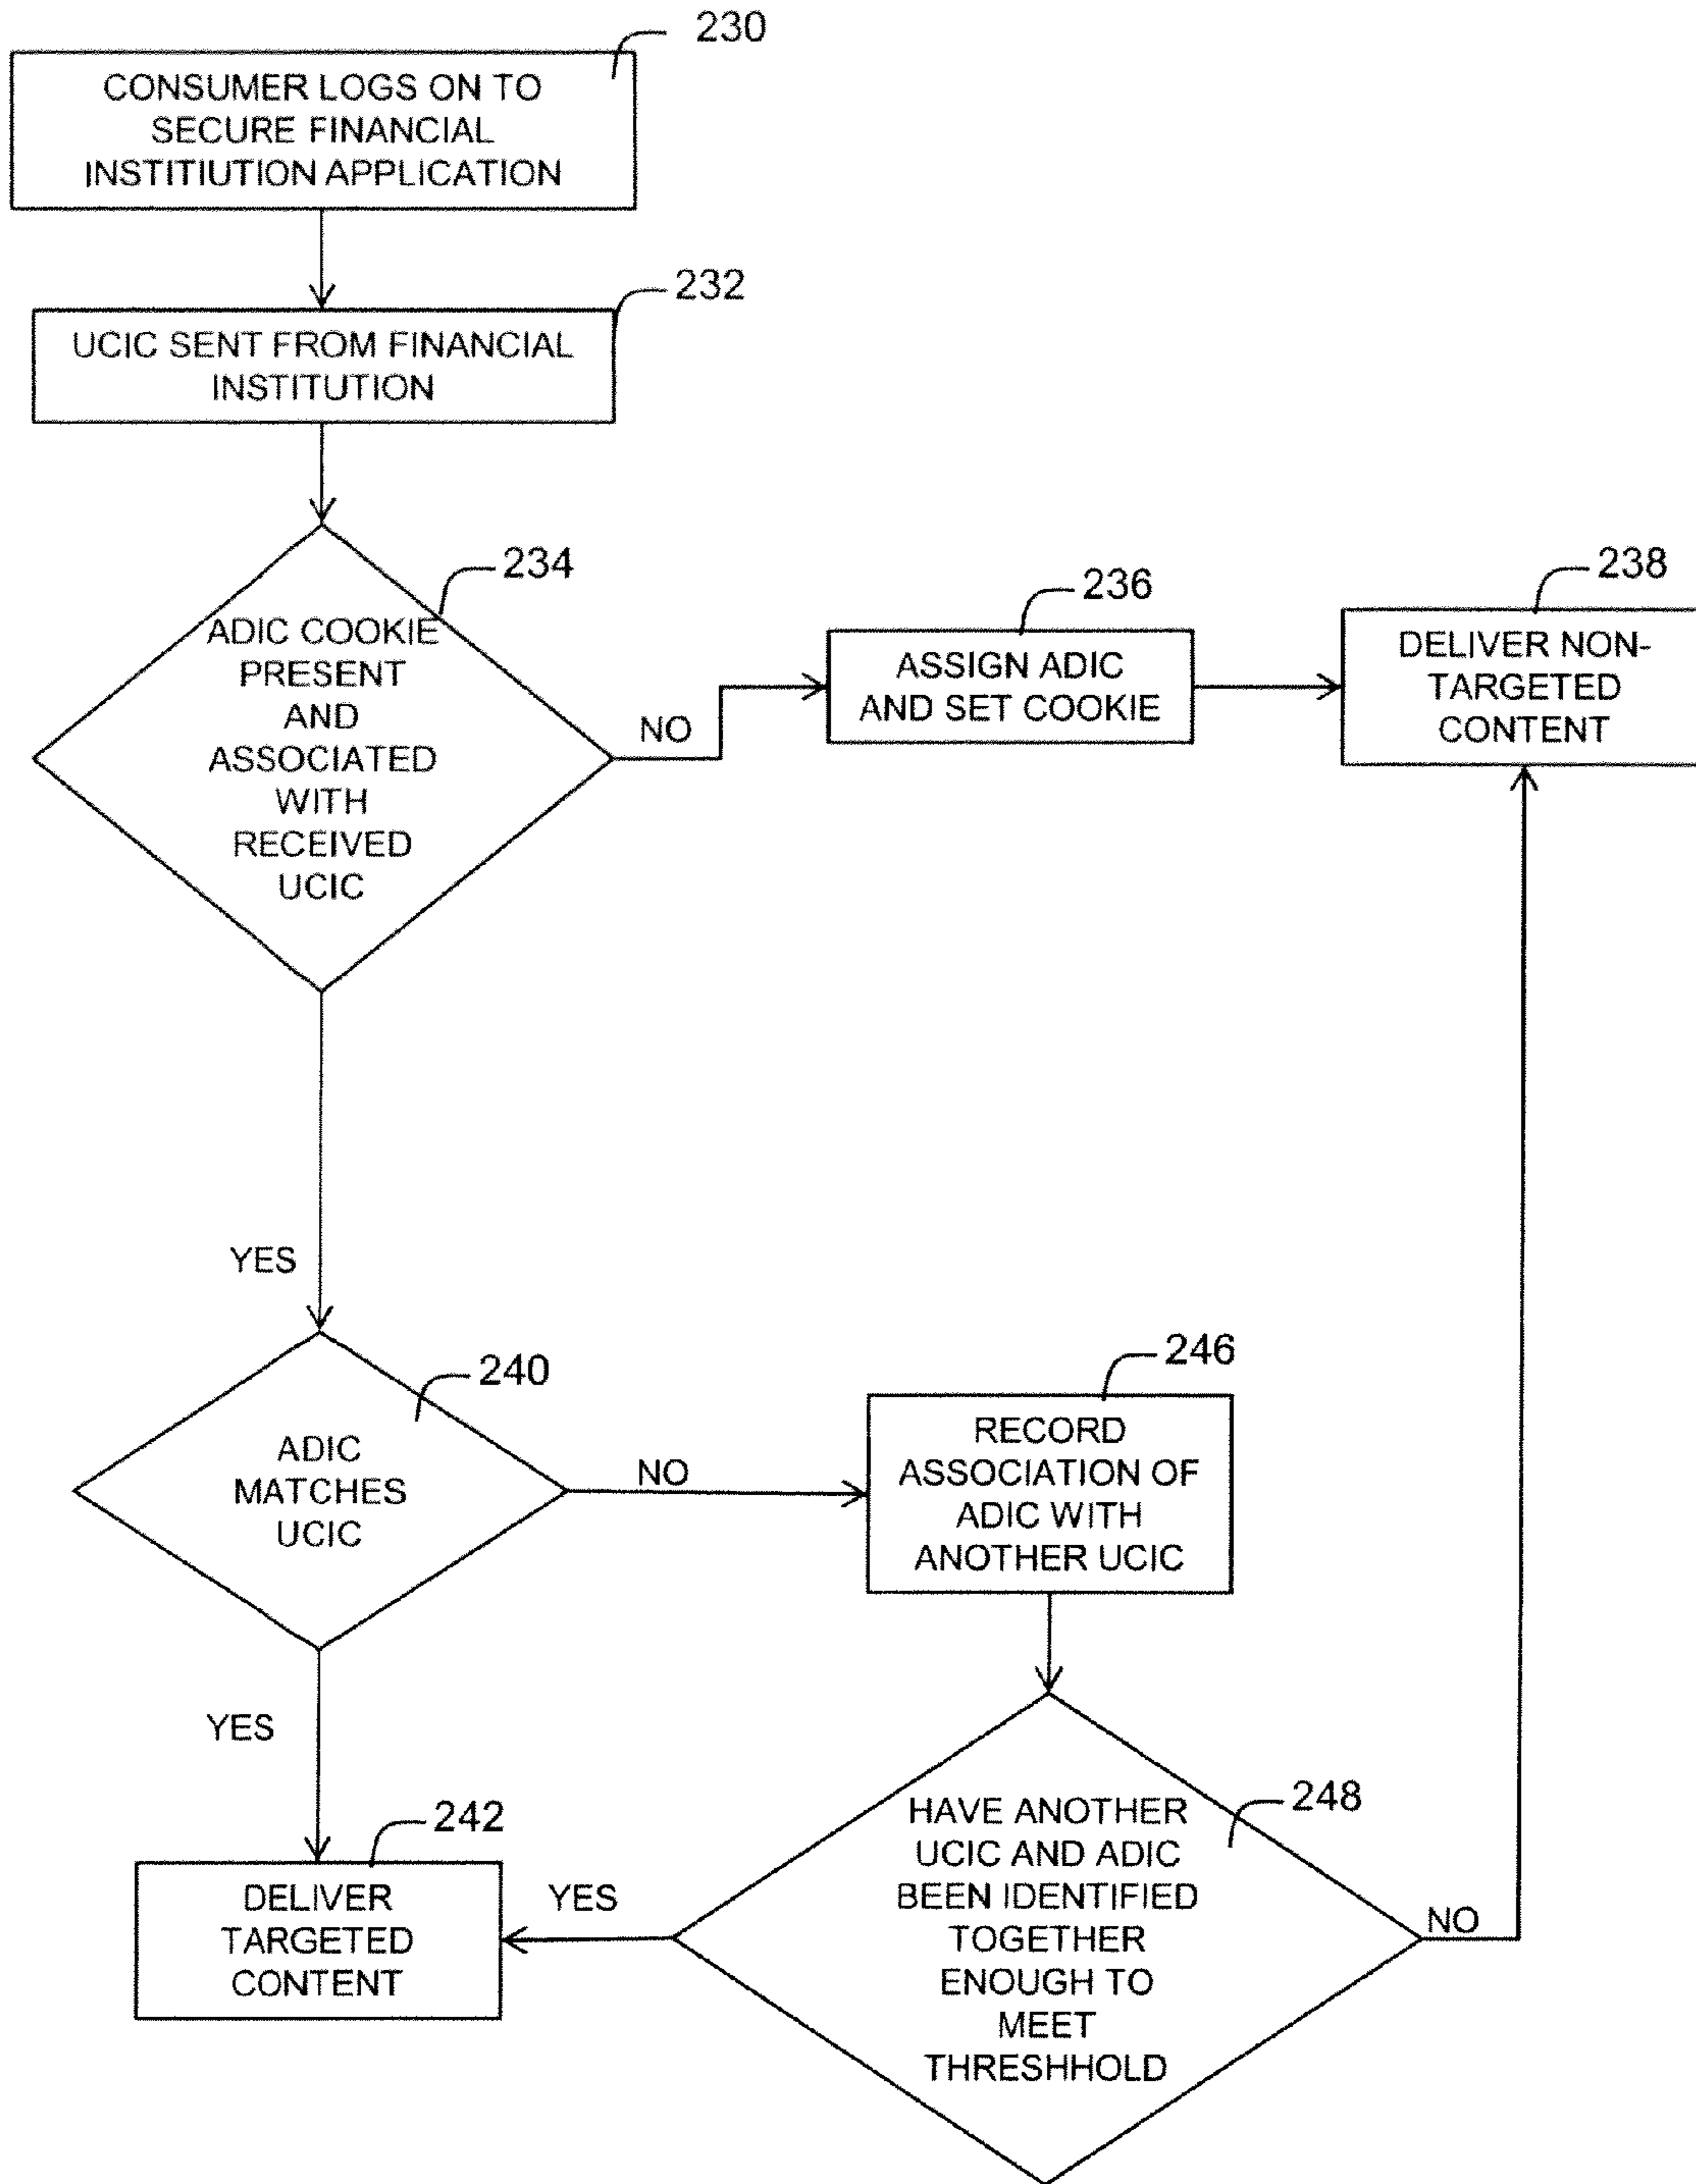 230
CONSUMER LOGS ON TO
SECURE FINANCIAL
INSTITIUTION APPLICATION
232
UCIC SENT FROM FINANCIAL
INSTITUTION
234
ADIC COOKIE
PRESENT
AND
ASSOCIATED
WITH
RECEIVED
UCIC
NO
236
ASSIGN ADIC
AND SET COOKIE
238
DELIVER NON-
TARGETED
CONTENT
YES
240
ADIC
MATCHES
UCIC
NO
246
RECORD
ASSOCIATION OF
ADIC WITH
ANOTHER UCIC
YES
242
DELIVER
TARGETED
CONTENT
YES
248
HAVE ANOTHER
UCIC AND ADIC
BEEN IDENTIFIED
TOGETHER
ENOUGH TO
MEET
THRESHHOLD
NO